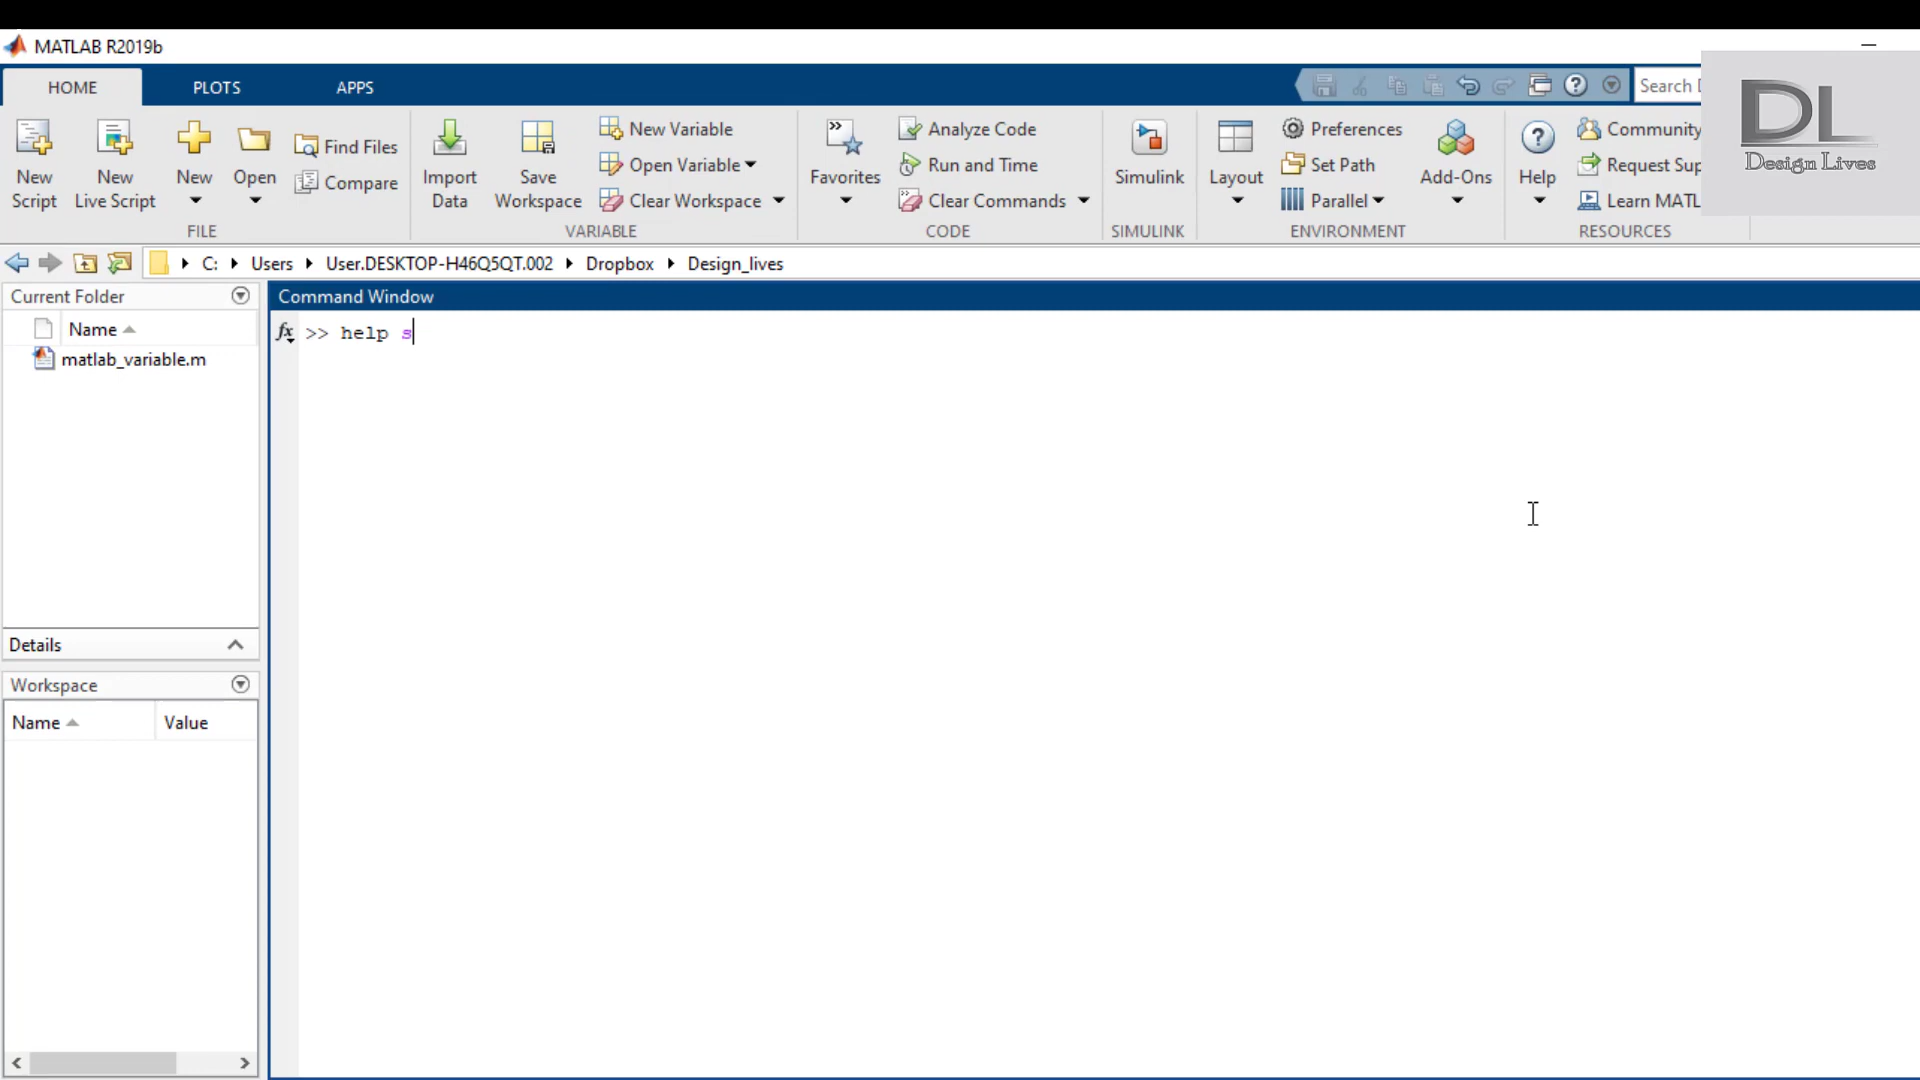 MATLAB R2019b
HOME PLOTS APPS
Search D
DL
Design Lives
New Script
New Live Script
New
Open
Find Files
Compare
FILE
Import Data
Save Workspace
New Variable
Open Variable
Clear Workspace
VARIABLE
Favorites
Analyze Code
Run and Time
Clear Commands
CODE
Simulink
SIMULINK
Layout
Preferences
Set Path
Parallel
Add-Ons
ENVIRONMENT
Help
Community
Request Sup
Learn MATL
RESOURCES
C: Users User.DESKTOP-H46Q5QT.002 Dropbox Design_lives
Current Folder
Name
matlab_variable.m
Details
Workspace
Name Value
Command Window
fx >> help s